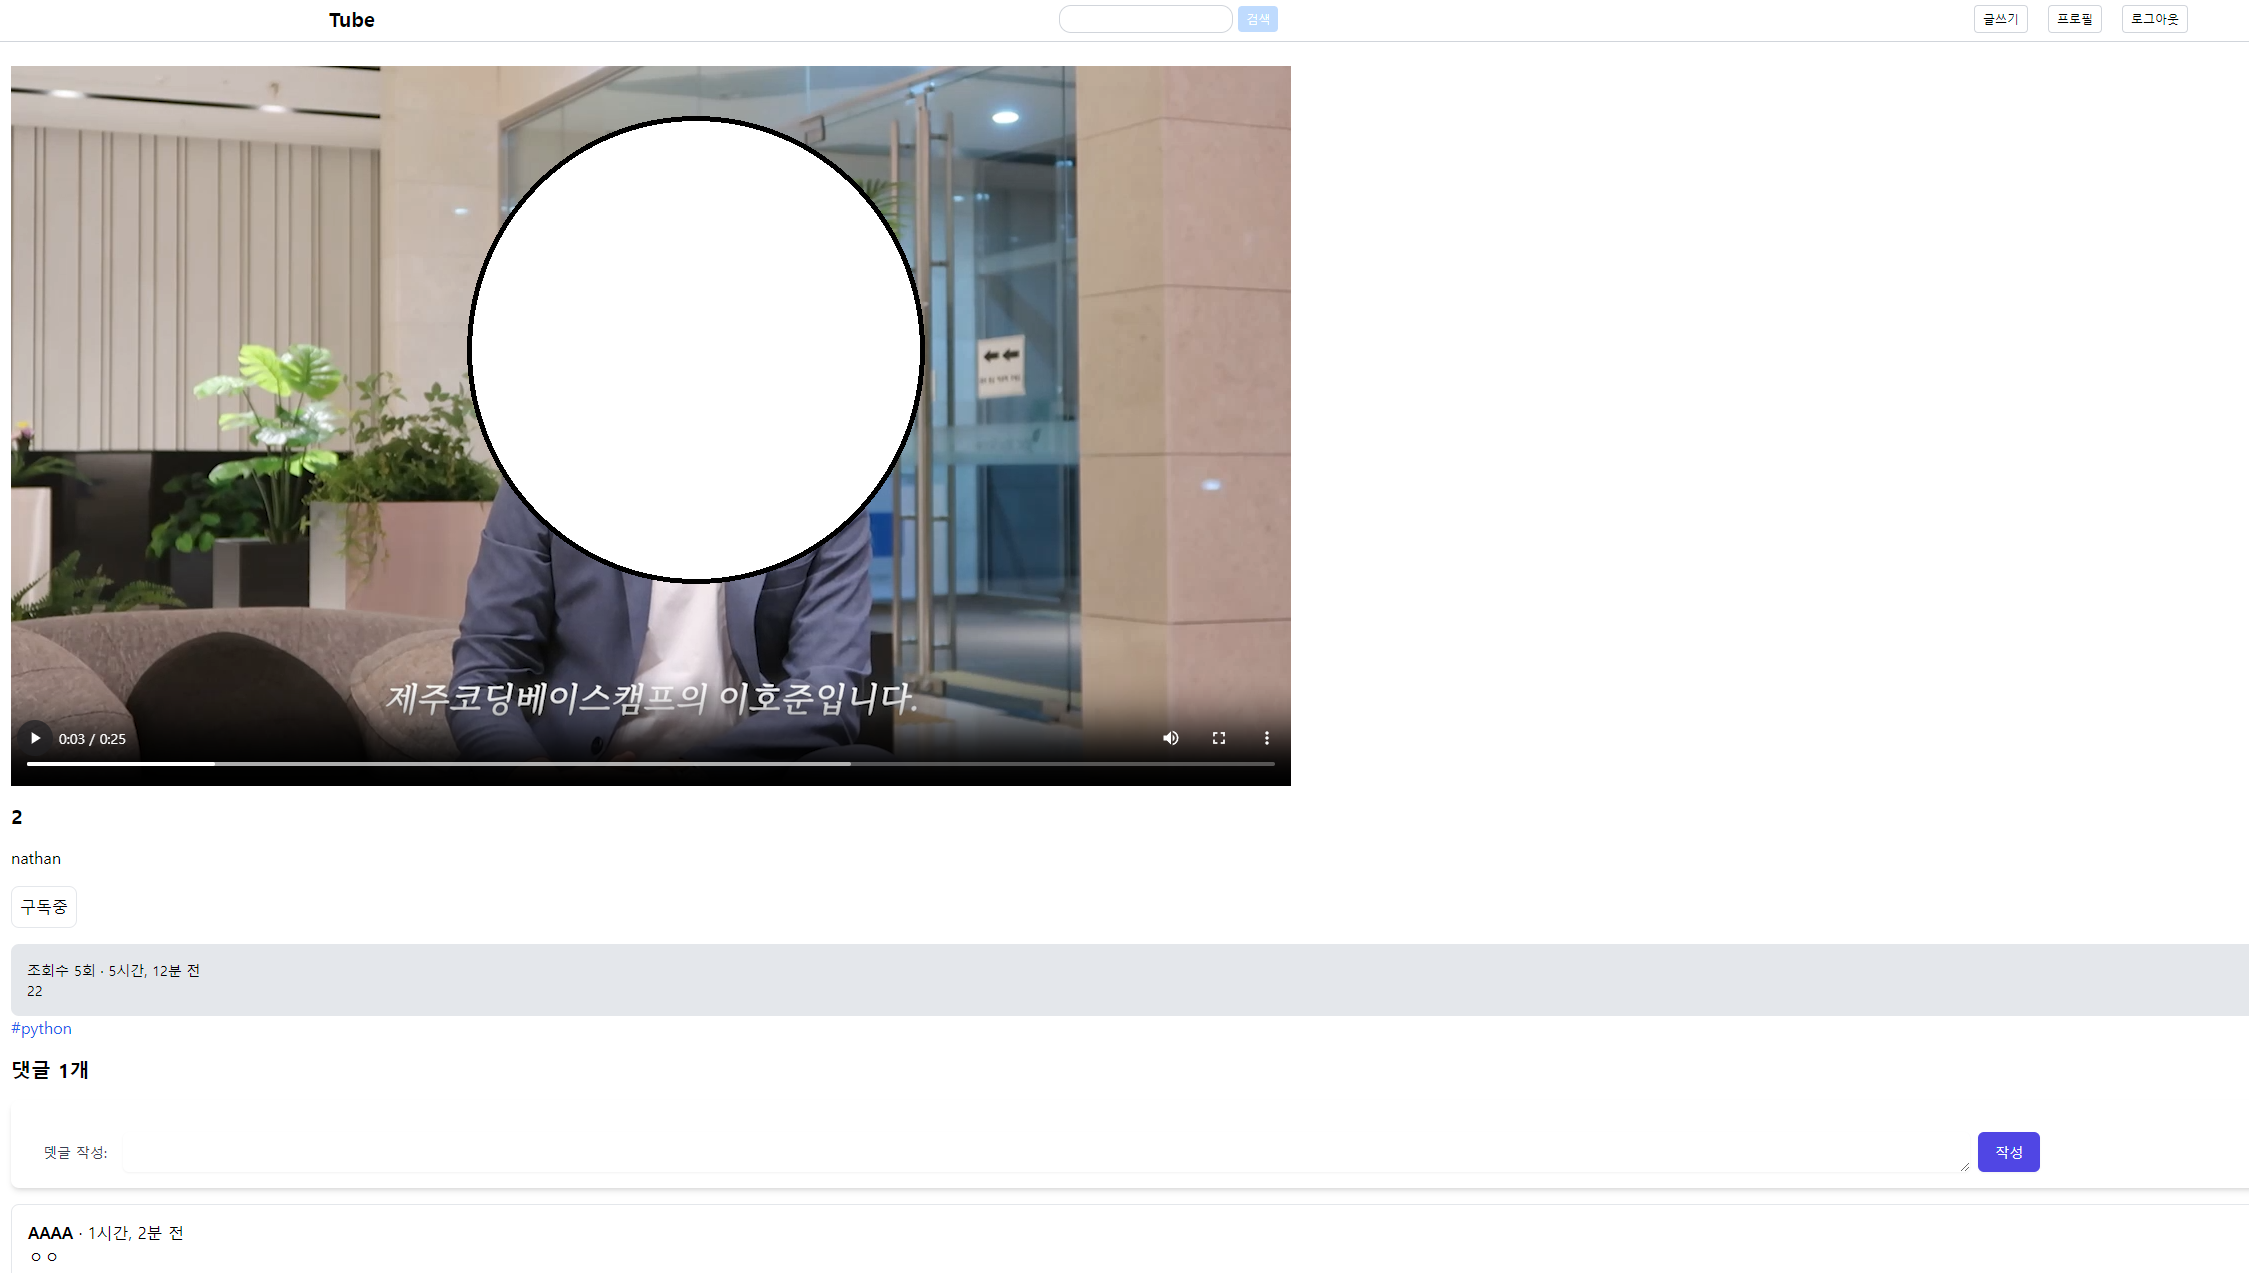 Tube
검색
글쓰기
프로필
로그아웃
제주코딩베이스캠프의 이호준입니다.
0:03 / 0:25
2
nathan
구독중
조회수 5회 · 5시간, 12분 전
22
#python
댓글 1개
뎃글 작성:
작성
AAAA · 1시간, 2분 전
ㅇㅇ